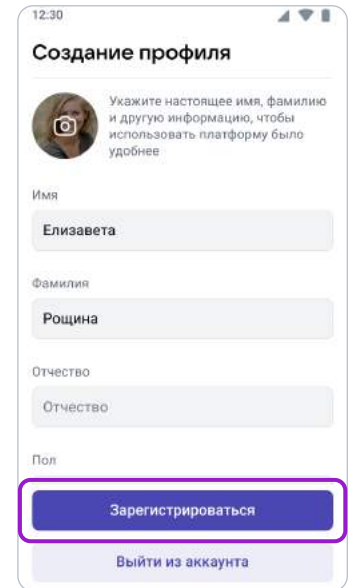 12:30
Создание профиля
Укажите настоящее имя, фамилию
и другую информацию, чтобы
использовать платформу было
удобнее
Имя
Елизавета
Фамилия
Рощина
Отчество
Отчество
Пол
Зарегистрироваться
Выйти из аккаунта